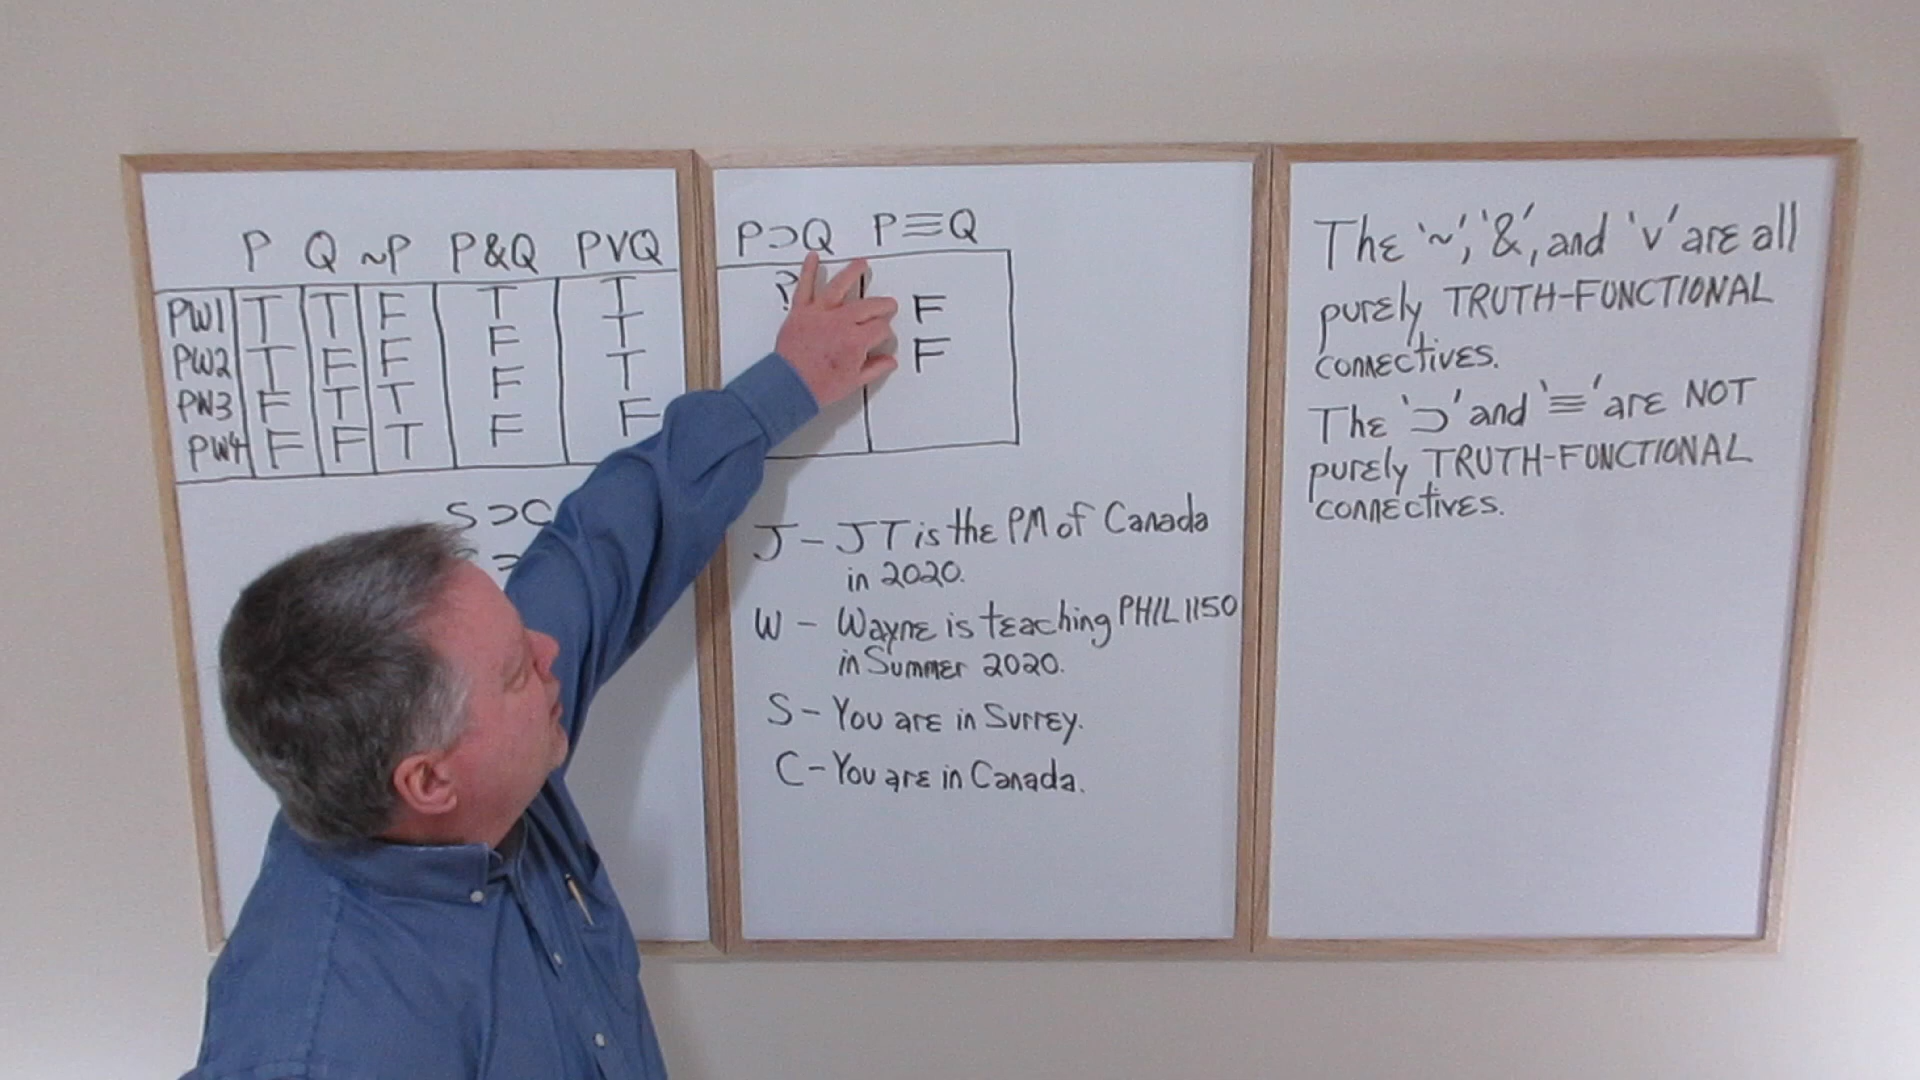 P Q ~P P&Q PVQ
PW1 T T F T T
PW2 T F F F T
PW3 F T T F T
PW4 F F T F F
S⊃C
⊃
P⊃Q P≡Q
?
F
F
J – JT is the PM of Canada
in 2020.
W – Wayne is teaching PHIL 1150
in Summer 2020.
S – You are in Surrey.
C – You are in Canada.
The '~', '&', and 'v' are all
purely TRUTH-FUNCTIONAL
connectives.
The '⊃' and '≡' are NOT
purely TRUTH-FUNCTIONAL
connectives.